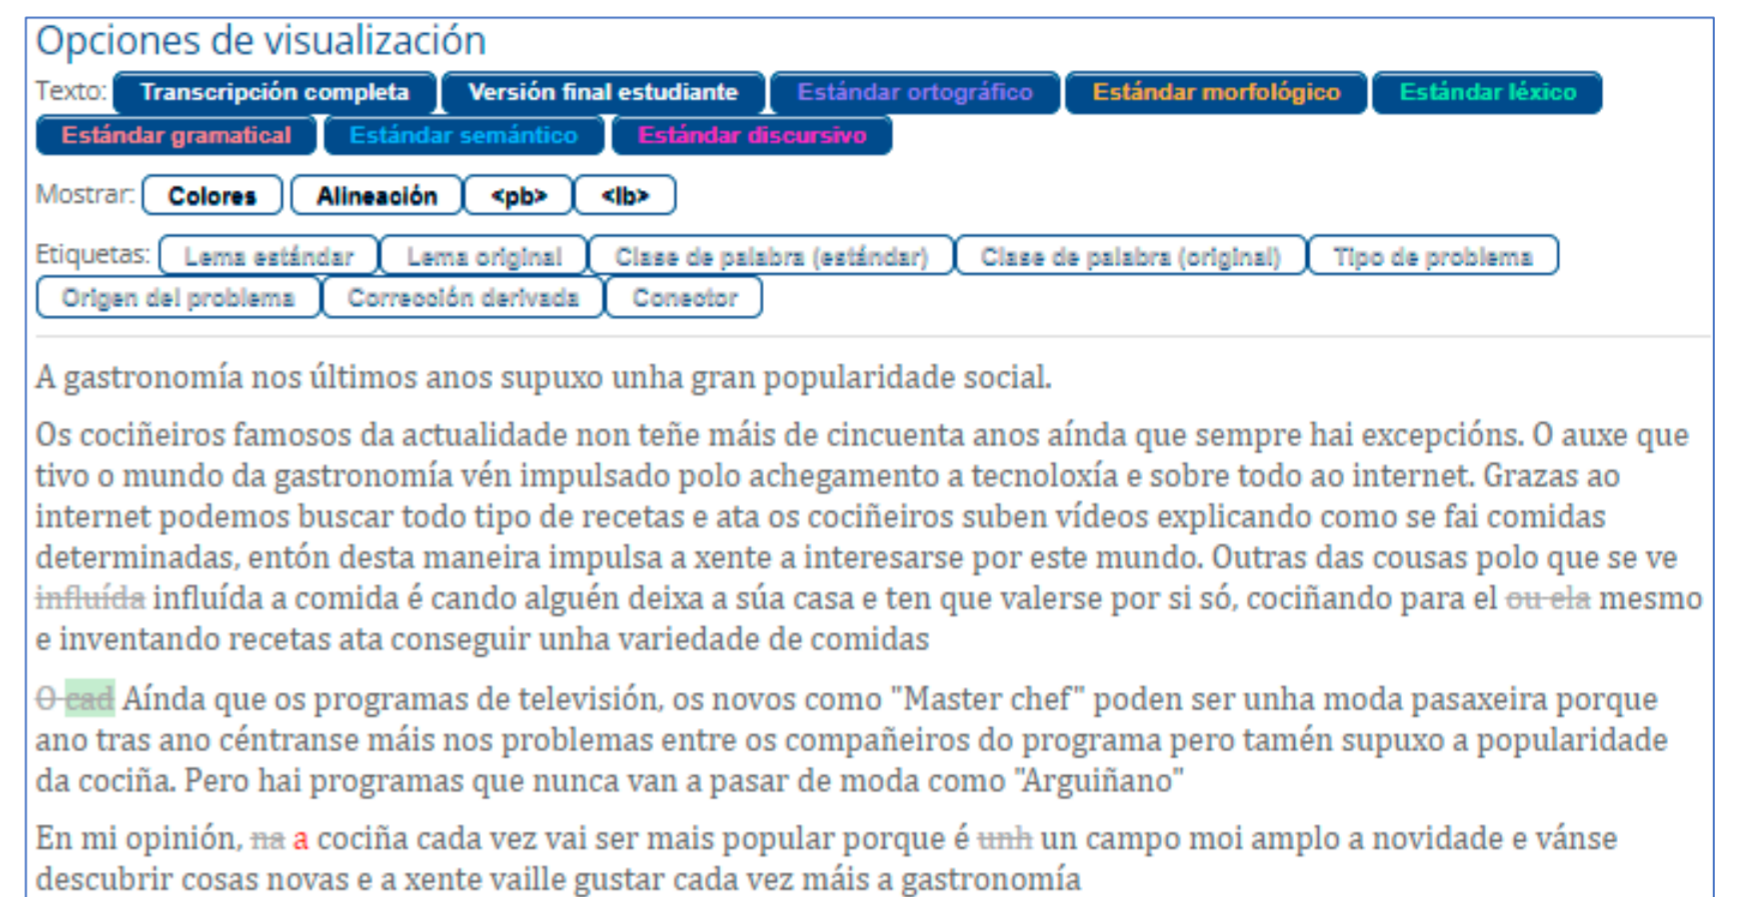 Opciones de visualización
Texto: Transcripción completa Versión final estudiante Estándar ortográfico Estándar morfológico Estándar léxico
Estándar gramatical Estándar semántico Estándar discursivo
Mostrar: Colores Alineación <pb> <lb>
Etiquetas: Lema estándar Lema original Clase de palabra (estándar) Clase de palabra (original) Tipo de problema
Origen del problema Corrección derivada Conector
A gastronomía nos últimos anos supuxo unha gran popularidade social.
Os cociñeiros famosos da actualidade non teñe máis de cincuenta anos aínda que sempre hai excepcións. O auxe que
tivo o mundo da gastronomía vén impulsado polo achegamento a tecnoloxía e sobre todo ao internet. Grazas ao
internet podemos buscar todo tipo de recetas e ata os cociñeiros suben vídeos explicando como se fai comidas
determinadas, entón desta maneira impulsa a xente a interesarse por este mundo. Outras das cousas polo que se ve
influída influída a comida é cando alguén deixa a súa casa e ten que valerse por si só, cociñando para el ou ela mesmo
e inventando recetas ata conseguir unha variedade de comidas
O cad Aínda que os programas de televisión, os novos como "Master chef" poden ser unha moda pasaxeira porque
ano tras ano céntranse máis nos problemas entre os compañeiros do programa pero tamén supuxo a popularidade
da cociña. Pero hai programas que nunca van a pasar de moda como "Arguiñano"
En mi opinión, na a cociña cada vez vai ser mais popular porque é unh un campo moi amplo a novidade e vánse
descubrir cosas novas e a xente vaille gustar cada vez máis a gastronomía